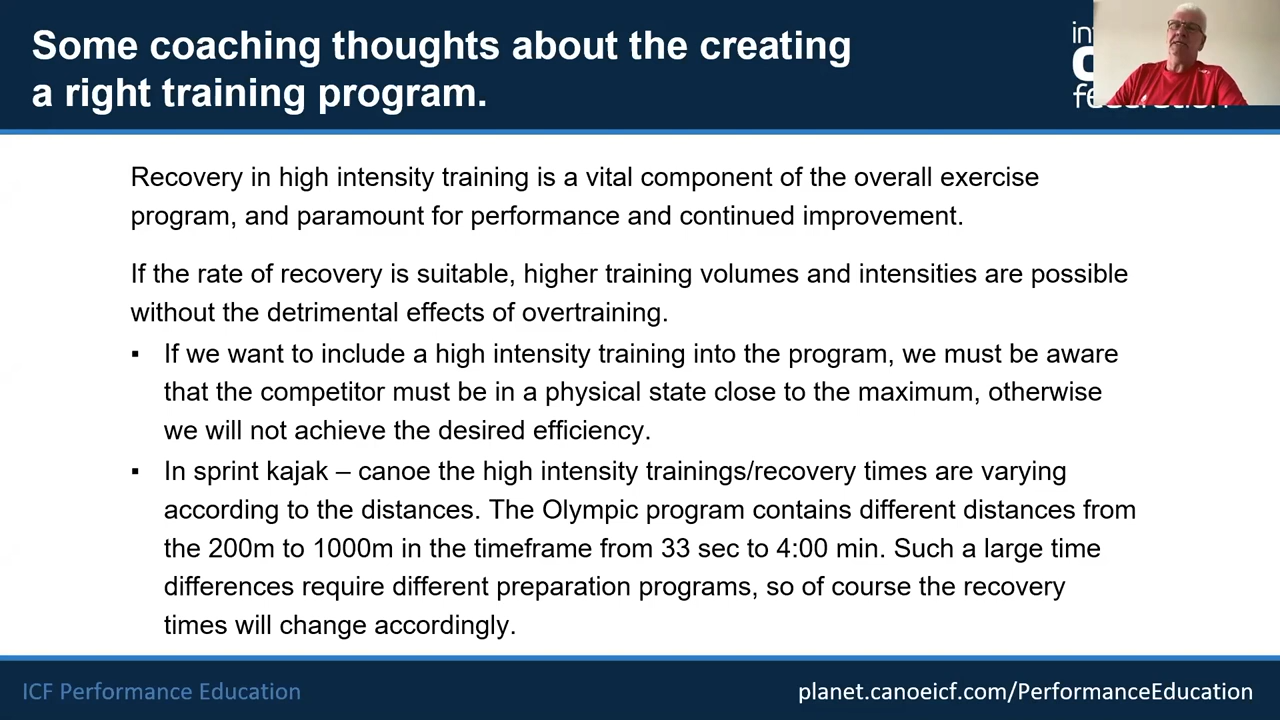 Some coaching thoughts about the creating
a right training program.
Recovery in high intensity training is a vital component of the overall exercise
program, and paramount for performance and continued improvement.
If the rate of recovery is suitable, higher training volumes and intensities are possible
without the detrimental effects of overtraining.
▪ If we want to include a high intensity training into the program, we must be aware
that the competitor must be in a physical state close to the maximum, otherwise
we will not achieve the desired efficiency.
▪ In sprint kajak – canoe the high intensity trainings/recovery times are varying
according to the distances. The Olympic program contains different distances from
the 200m to 1000m in the timeframe from 33 sec to 4:00 min. Such a large time
differences require different preparation programs, so of course the recovery
times will change accordingly.
ICF Performance Education
planet.canoeicf.com/PerformanceEducation